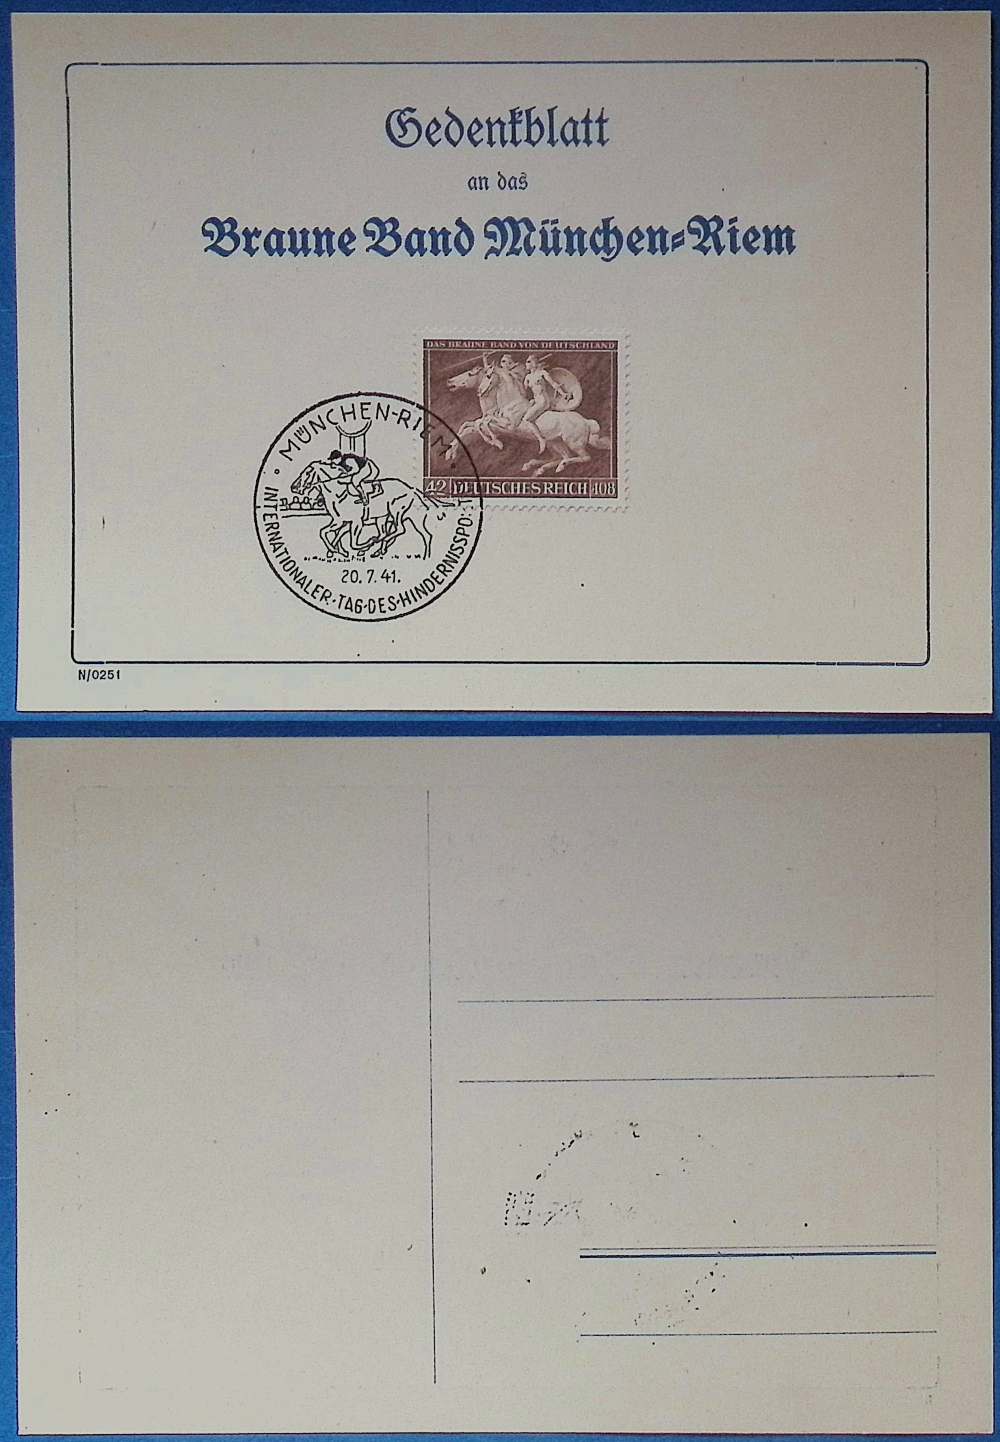 Gedenkblatt
an das
Braune Band München-Riem
DAS BRAUNE BAND VON DEUTSCHLAND
42 DEUTSCHES REICH 108
MÜNCHEN-RIEM
20.7.41.
INTERNATIONALER·TAG·DES·HINDERNISSPORTS
N/0251